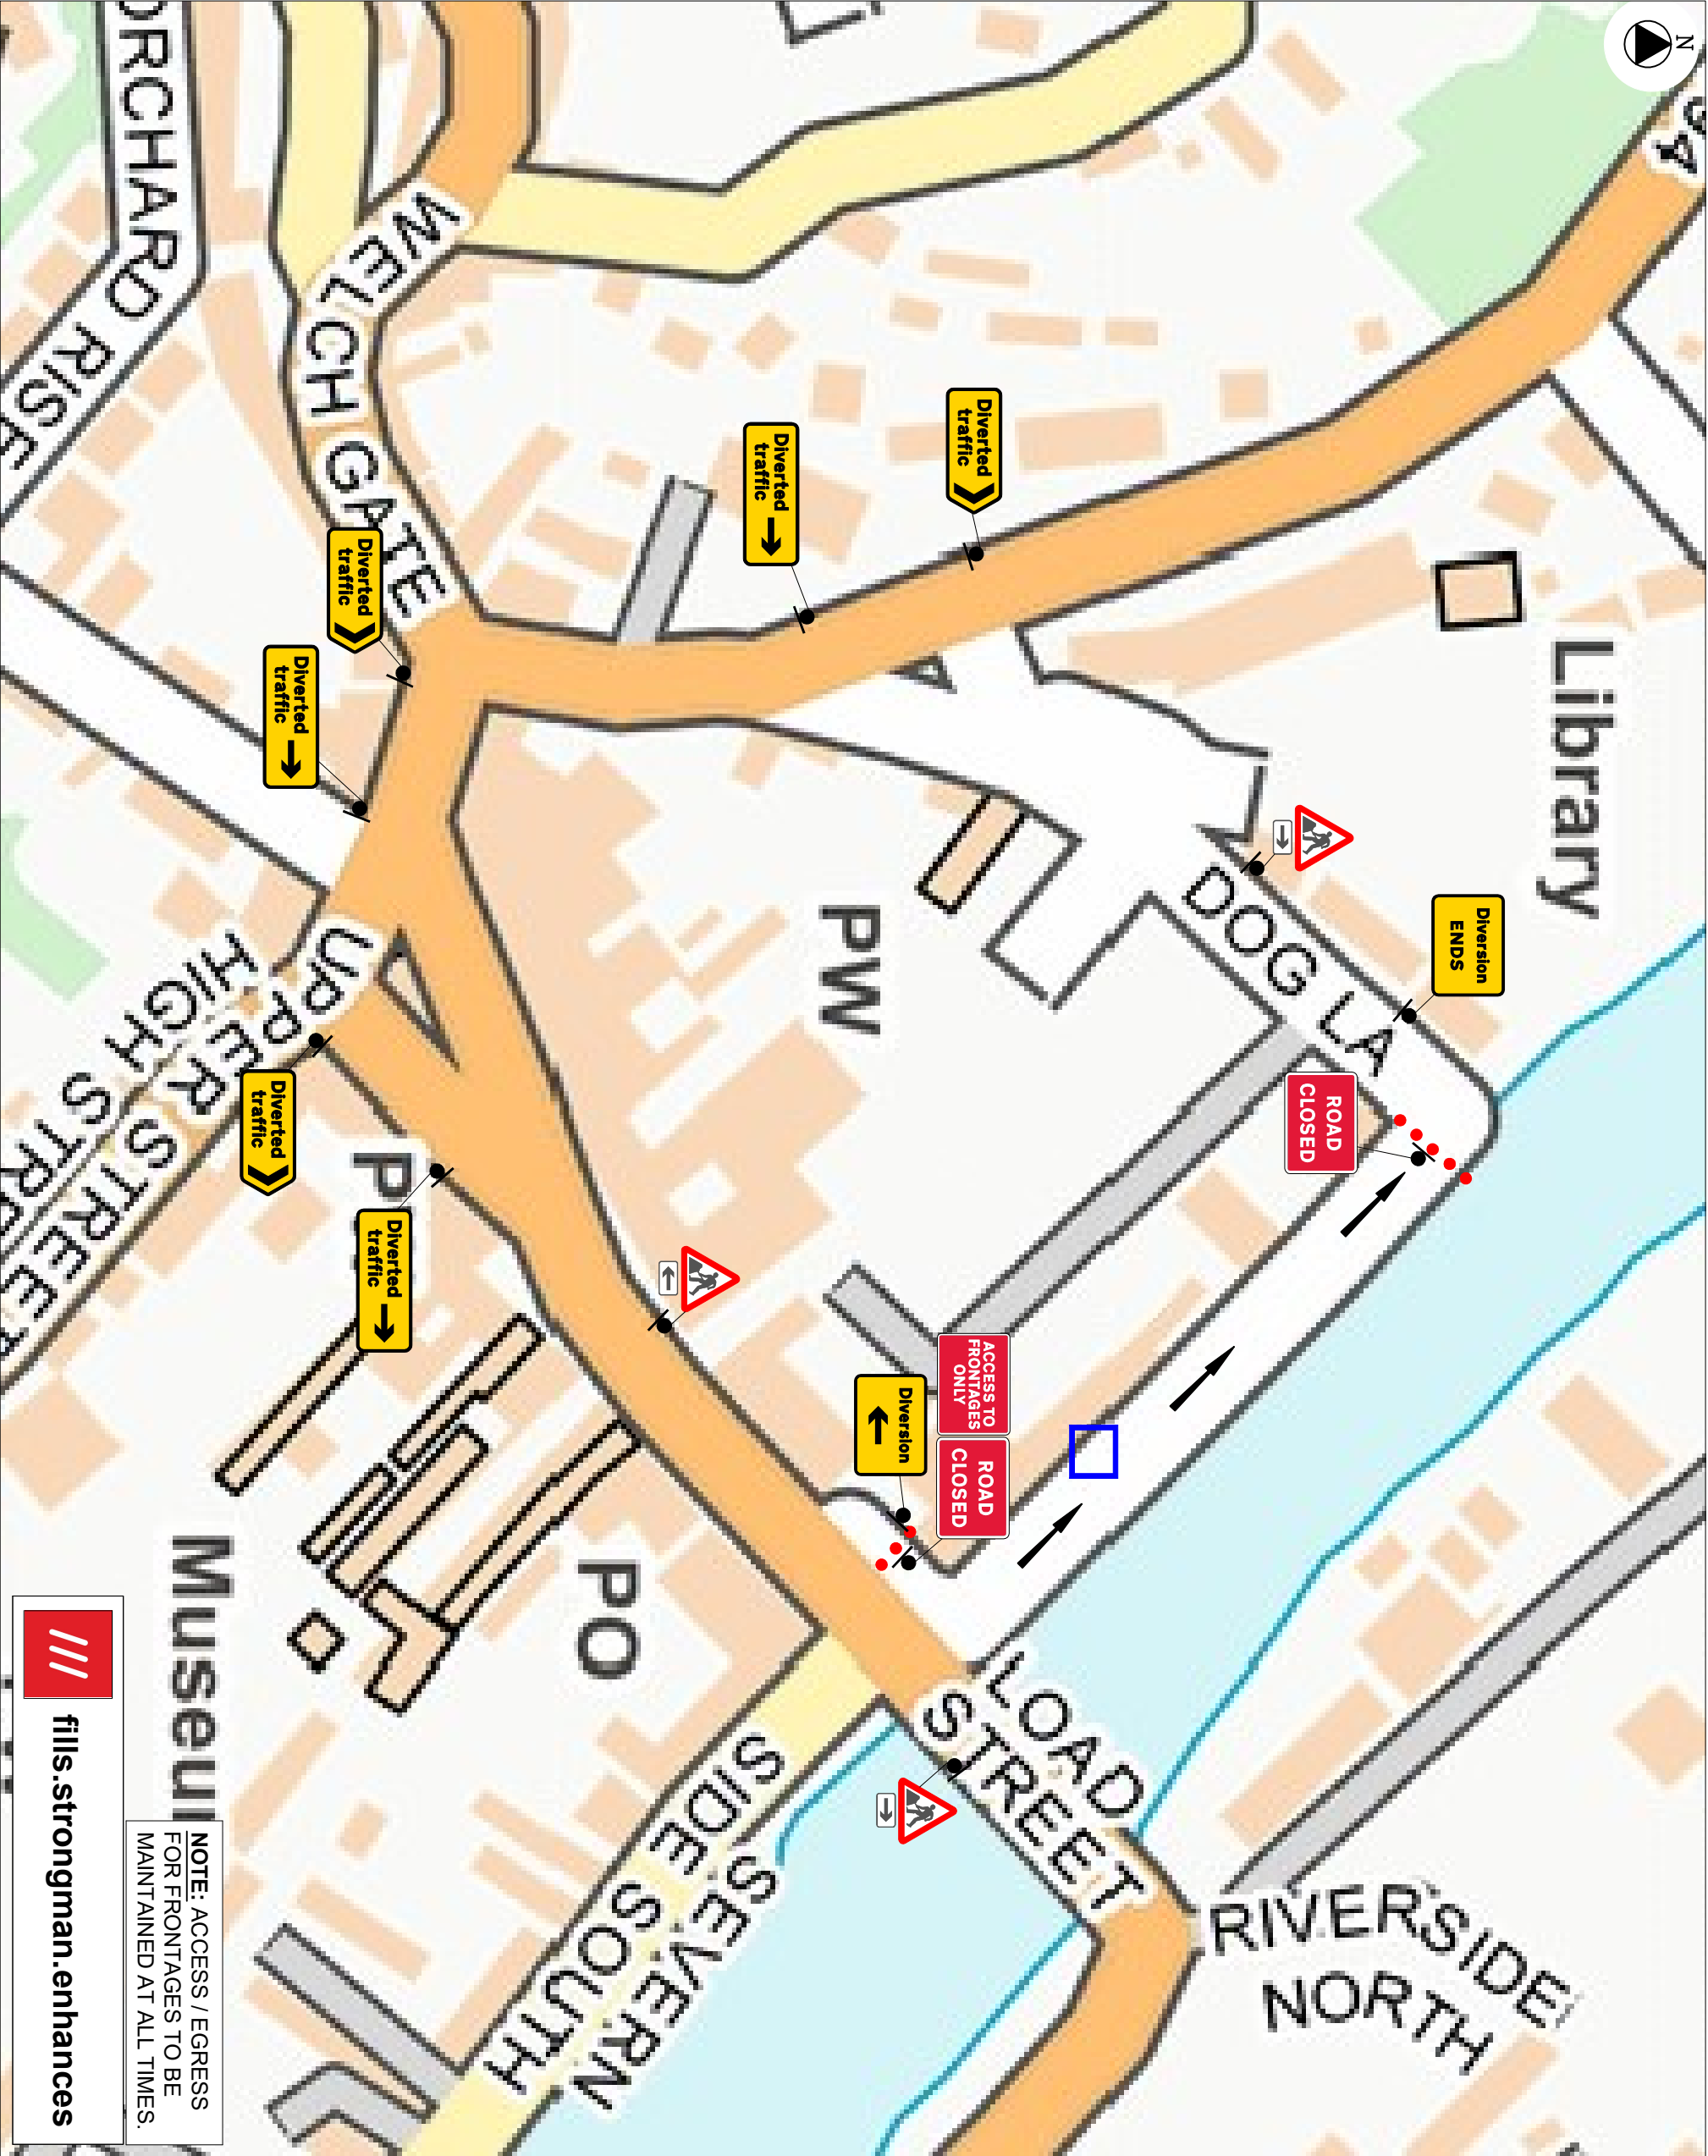 N
ORCHARD RISE
WELCH GATE
Diverted
traffic
Diverted
traffic
Diverted
traffic
Diverted
traffic
Library
DOG LA
Diversion
ENDS
ROAD
CLOSED
PW
UPPER STREET
HIGH STRE
Diverted
traffic
Diverted
traffic
ACCESS TO
FRONTAGES
ONLY
ROAD
CLOSED
Diversion
PO
Museu
LOAD
STREET
SEVERN
SIDE SOUTH
RIVERSIDE
NORTH
NOTE: ACCESS / EGRESS
FOR FRONTAGES TO BE
MAINTAINED AT ALL TIMES.
/// fills.strongman.enhances